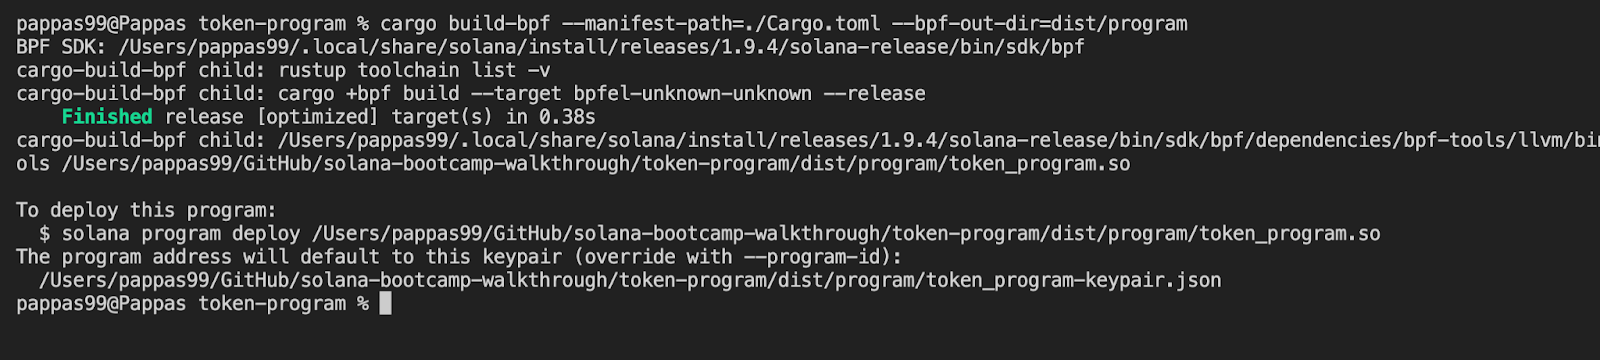 pappas99@Pappas token-program % cargo build-bpf --manifest-path=./Cargo.toml --bpf-out-dir=dist/program
BPF SDK: /Users/pappas99/.local/share/solana/install/releases/1.9.4/solana-release/bin/sdk/bpf
cargo-build-bpf child: rustup toolchain list -v
cargo-build-bpf child: cargo +bpf build --target bpfel-unknown-unknown --release
    Finished release [optimized] target(s) in 0.38s
cargo-build-bpf child: /Users/pappas99/.local/share/solana/install/releases/1.9.4/solana-release/bin/sdk/bpf/dependencies/bpf-tools/llvm/bin
ols /Users/pappas99/GitHub/solana-bootcamp-walkthrough/token-program/dist/program/token_program.so

To deploy this program:
  $ solana program deploy /Users/pappas99/GitHub/solana-bootcamp-walkthrough/token-program/dist/program/token_program.so
The program address will default to this keypair (override with --program-id):
  /Users/pappas99/GitHub/solana-bootcamp-walkthrough/token-program/dist/program/token_program-keypair.json
pappas99@Pappas token-program %